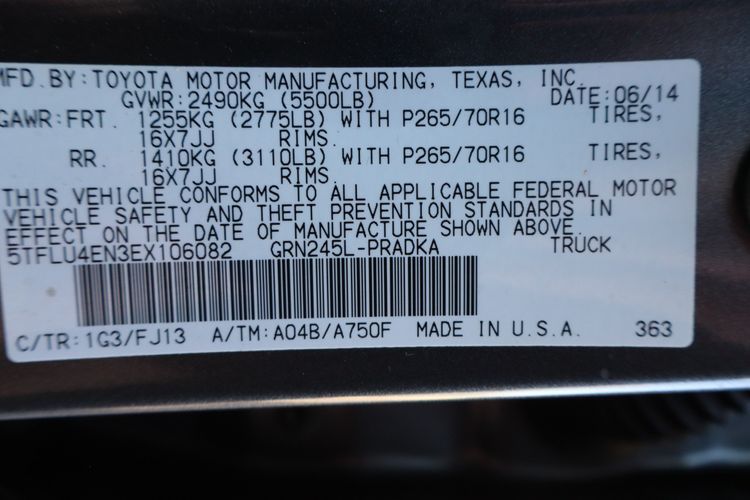 MFD. BY: TOYOTA MOTOR MANUFACTURING, TEXAS, INC.
GVWR: 2490KG (5500LB) DATE: 06/14
GAWR: FRT. 1255KG (2775LB) WITH P265/70R16 TIRES,
16X7JJ RIMS.
RR. 1410KG (3110LB) WITH P265/70R16 TIRES,
16X7JJ RIMS.
THIS VEHICLE CONFORMS TO ALL APPLICABLE FEDERAL MOTOR
VEHICLE SAFETY AND THEFT PREVENTION STANDARDS IN
EFFECT ON THE DATE OF MANUFACTURE SHOWN ABOVE.
5TFLU4EN3EX106082 GRN245L-PRADKA TRUCK
C/TR: 1G3/FJ13 A/TM: A04B/A750F MADE IN U.S.A. 363